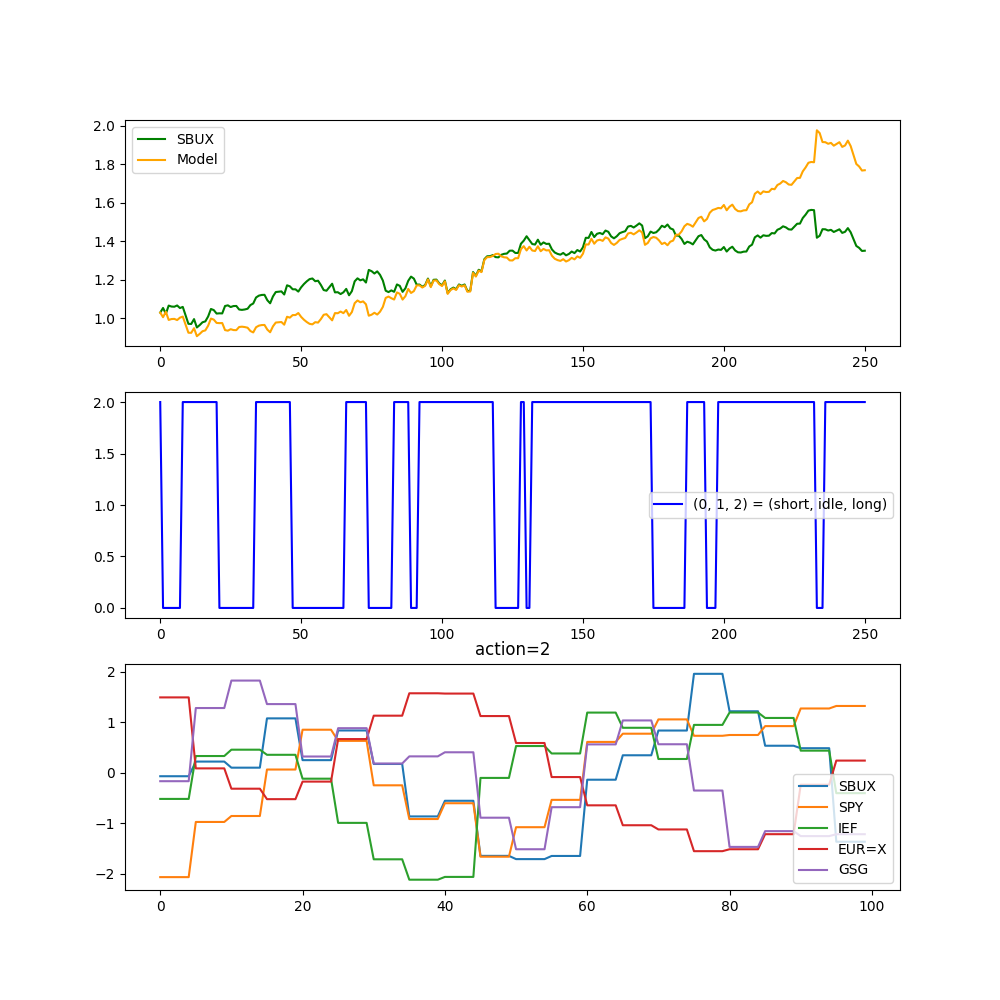 2.0
1.8
1.6
1.4
1.2
1.0
SBUX
Model
0 50 100 150 200 250
2.0
1.5
1.0
0.5
0.0
(0, 1, 2) = (short, idle, long)
0 50 100 150 200 250
action=2
2
1
0
−1
−2
SBUX
SPY
IEF
EUR=X
GSG
0 20 40 60 80 100